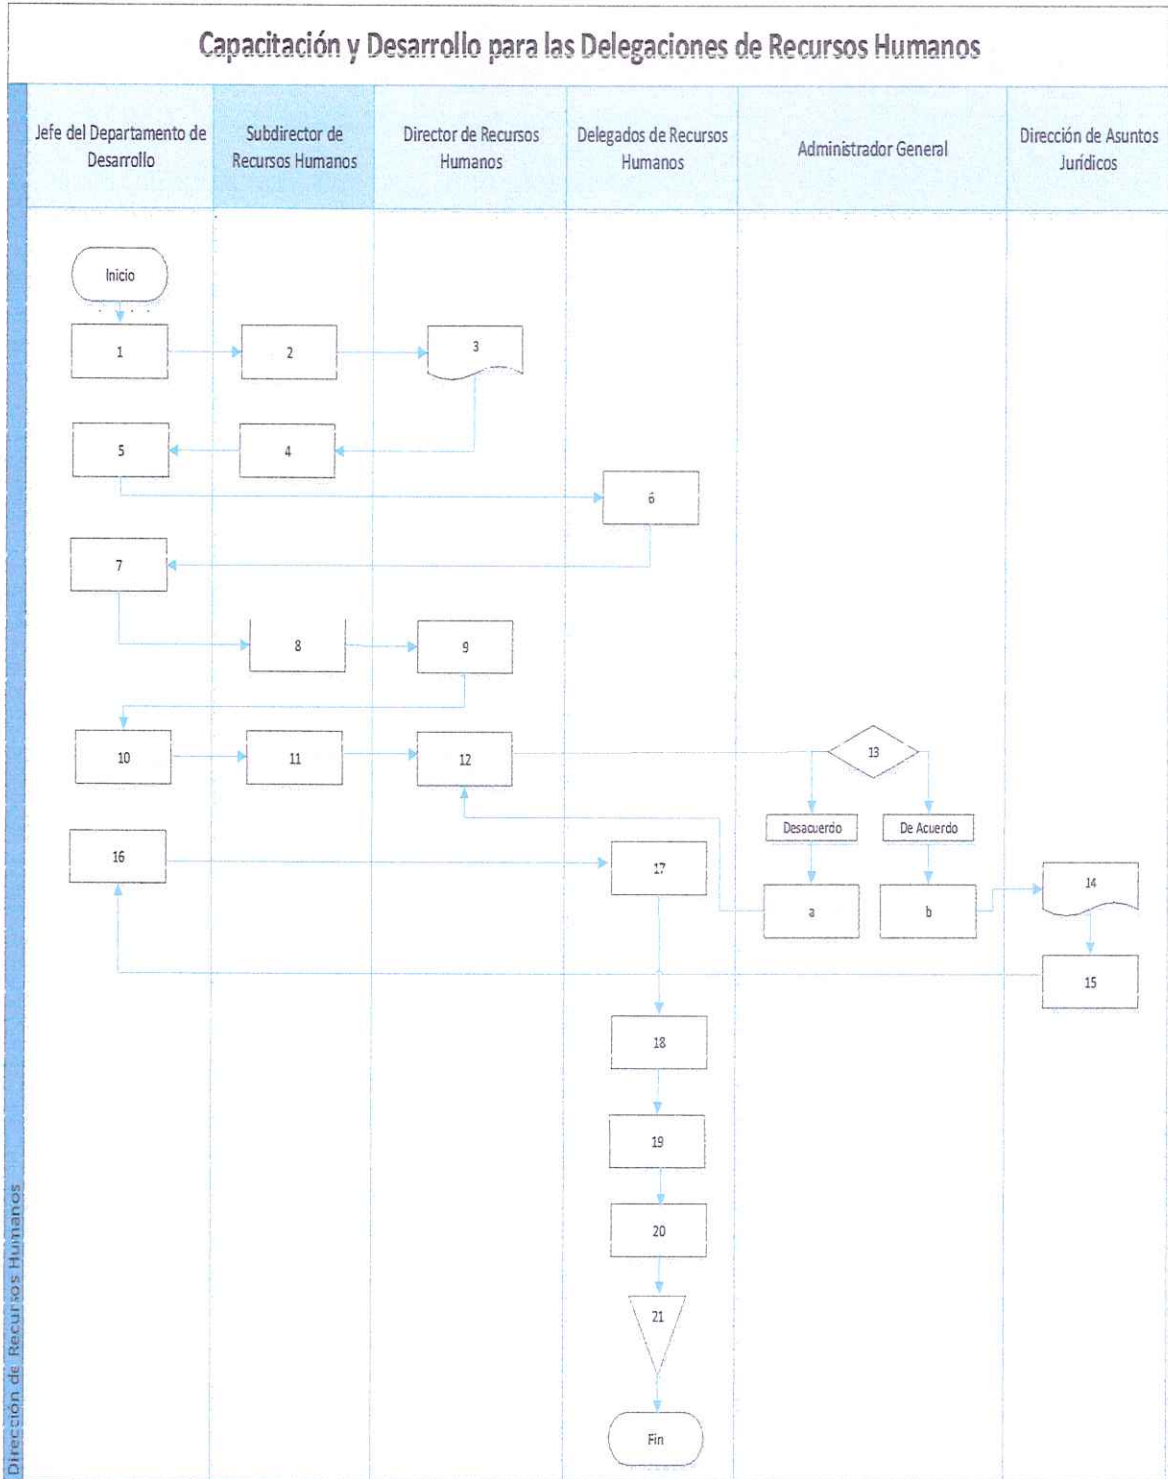 Capacitación y Desarrollo para las Delegaciones de Recursos Humanos
Jefe del Departamento de
Desarrollo
Subdirector de
Recursos Humanos
Director de Recursos
Humanos
Delegados de Recursos
Humanos
Administrador General
Dirección de Asuntos
Jurídicos
Inicio
1
2
3
5
4
6
7
8
9
10
11
12
13
Desacuerdo
De Acuerdo
16
17
a
b
14
15
18
19
20
21
Fin
Dirección de Recursos Humanos